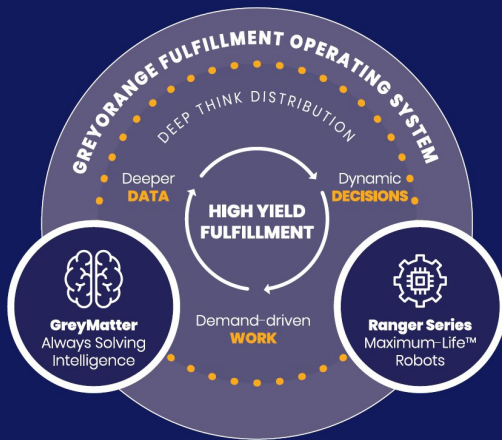 GREYORANGE FULFILLMENT OPERATING SYSTEM
DEEP THINK DISTRIBUTION
Deeper
DATA
Dynamic
DECISIONS
HIGH YIELD
FULFILLMENT
Demand-driven
WORK
GreyMatter
Always Solving
Intelligence
Ranger Series
Maximum-Life™
Robots